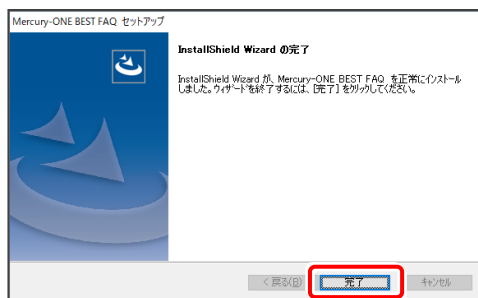 Mercury-ONE BEST FAQ セットアップ
InstallShield Wizard の完了
InstallShield Wizard が、Mercury-ONE BEST FAQ を正常にインストール
しました。ウィザードを終了するには、[完了] をクリックしてください。
< 戻る(B)
完了
キャンセル